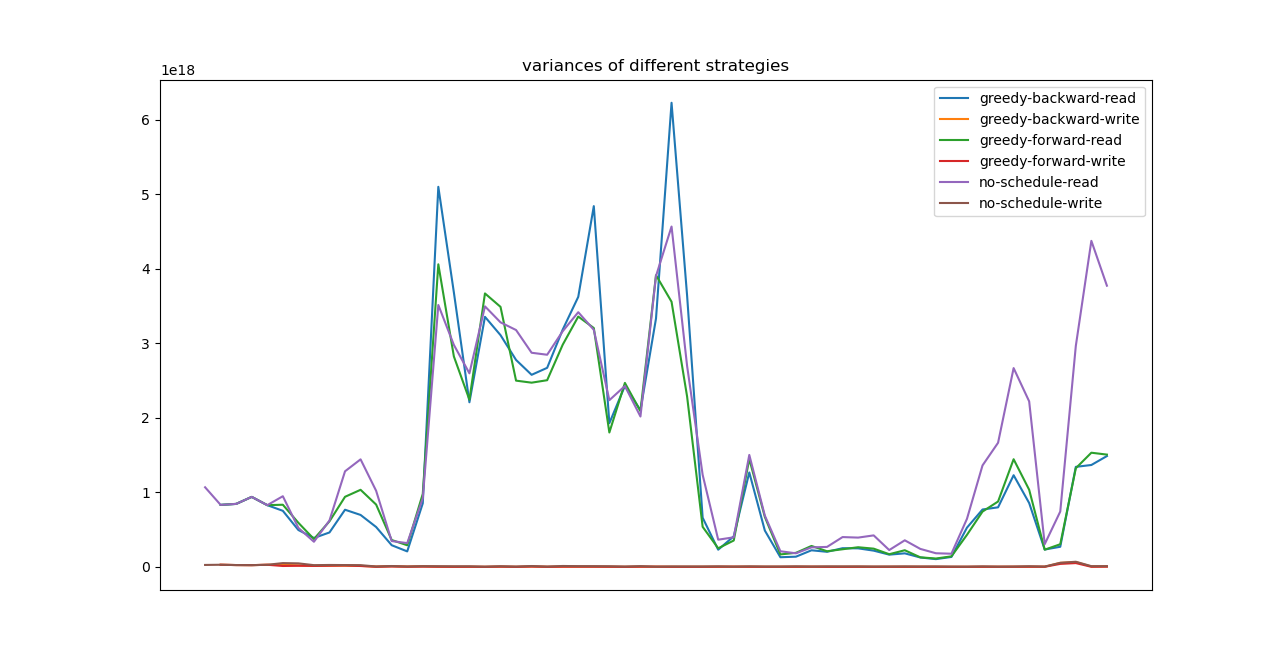 variances of different strategies
1e18
6
5
4
3
2
1
0
greedy-backward-read
greedy-backward-write
greedy-forward-read
greedy-forward-write
no-schedule-read
no-schedule-write